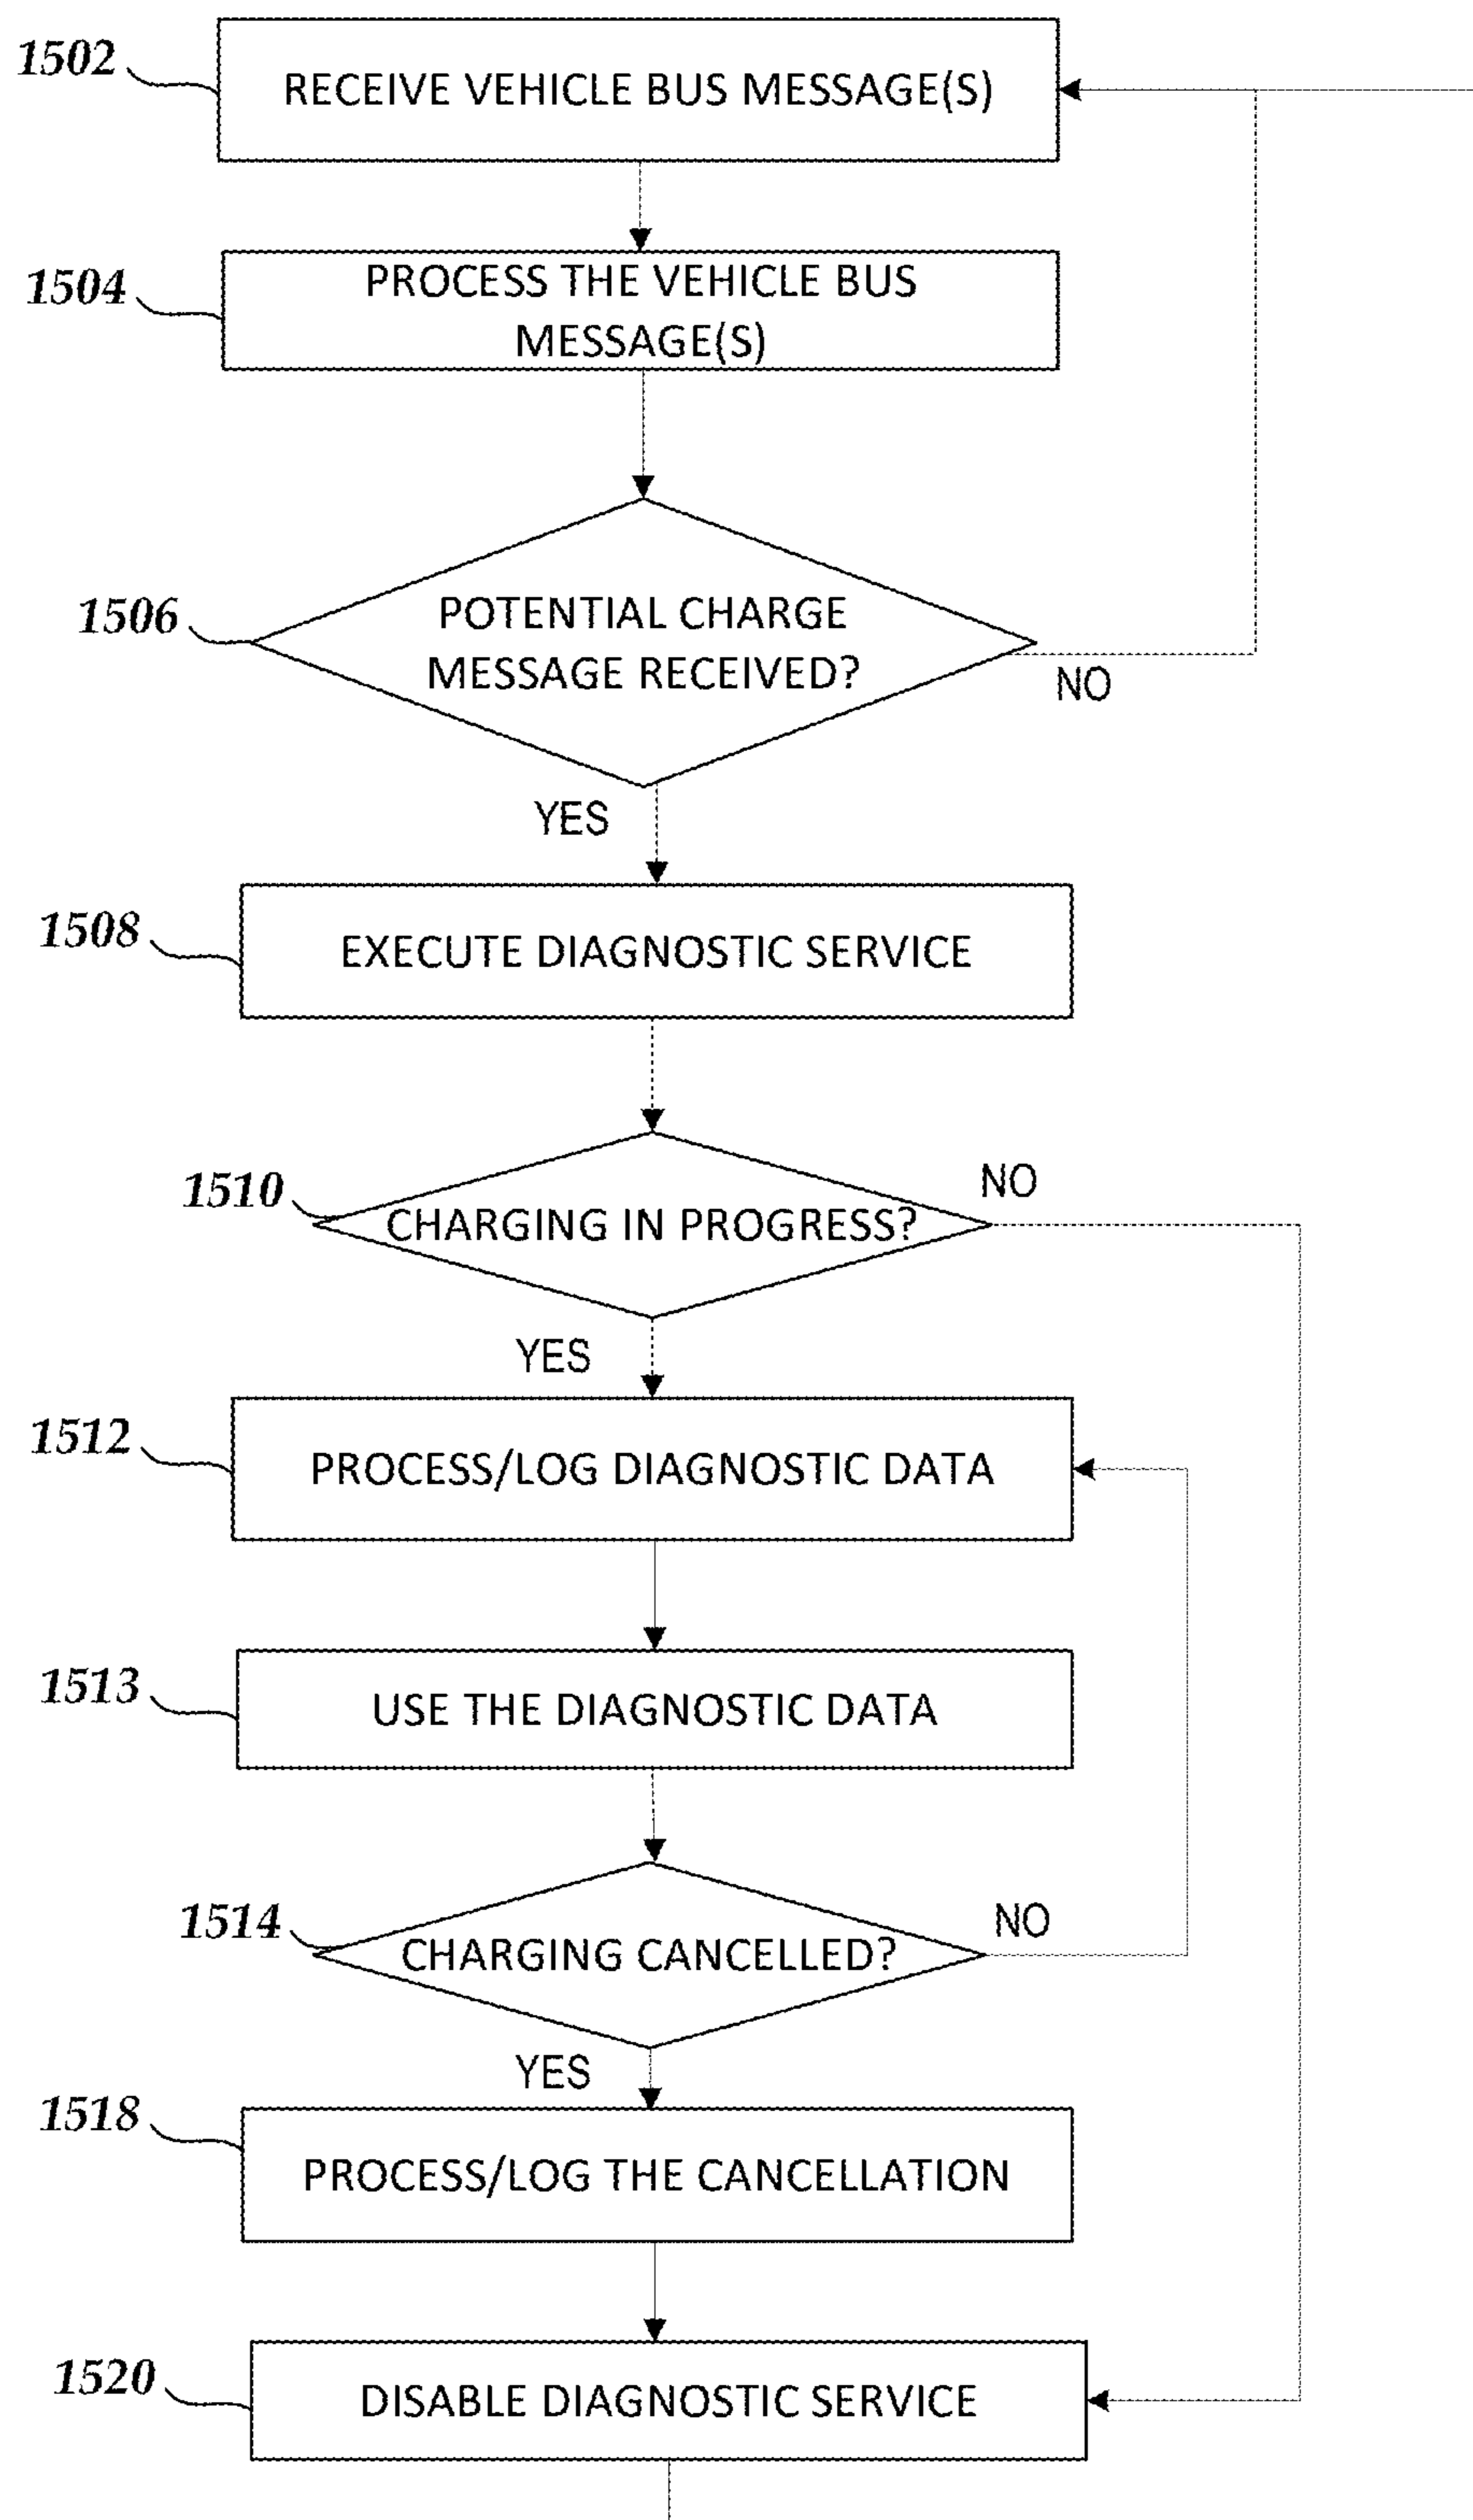 1502
RECEIVE VEHICLE BUS MESSAGE(S)
1504
PROCESS THE VEHICLE BUS
MESSAGE(S)
1506
POTENTIAL CHARGE
MESSAGE RECEIVED?
NO
YES
1508
EXECUTE DIAGNOSTIC SERVICE
1510
NO
CHARGING IN PROGRESS?
YES
1512
PROCESS/LOG DIAGNOSTIC DATA
1513
USE THE DIAGNOSTIC DATA
1514
NO
CHARGING CANCELLED?
YES
1518
PROCESS/LOG THE CANCELLATION
1520
DISABLE DIAGNOSTIC SERVICE